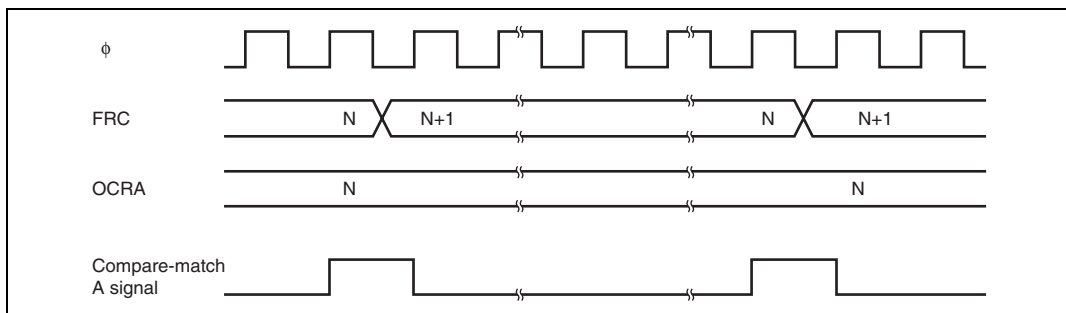 ϕ
FRC N N+1 N N+1
OCRA N N
Compare-match
A signal